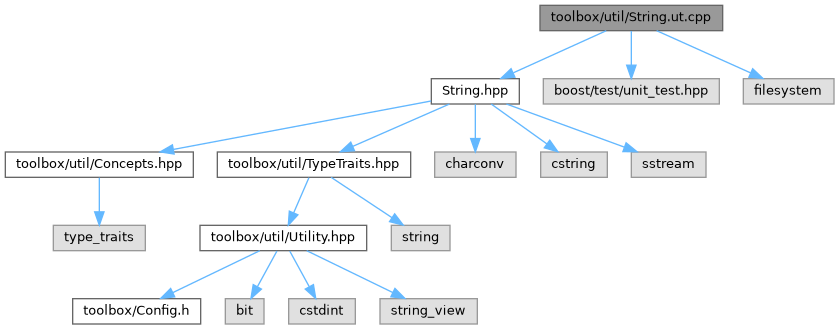 toolbox/util/String.ut.cpp
String.hpp
boost/test/unit_test.hpp
filesystem
toolbox/util/Concepts.hpp
toolbox/util/TypeTraits.hpp
charconv
cstring
sstream
type_traits
toolbox/util/Utility.hpp
string
toolbox/Config.h
bit
cstdint
string_view